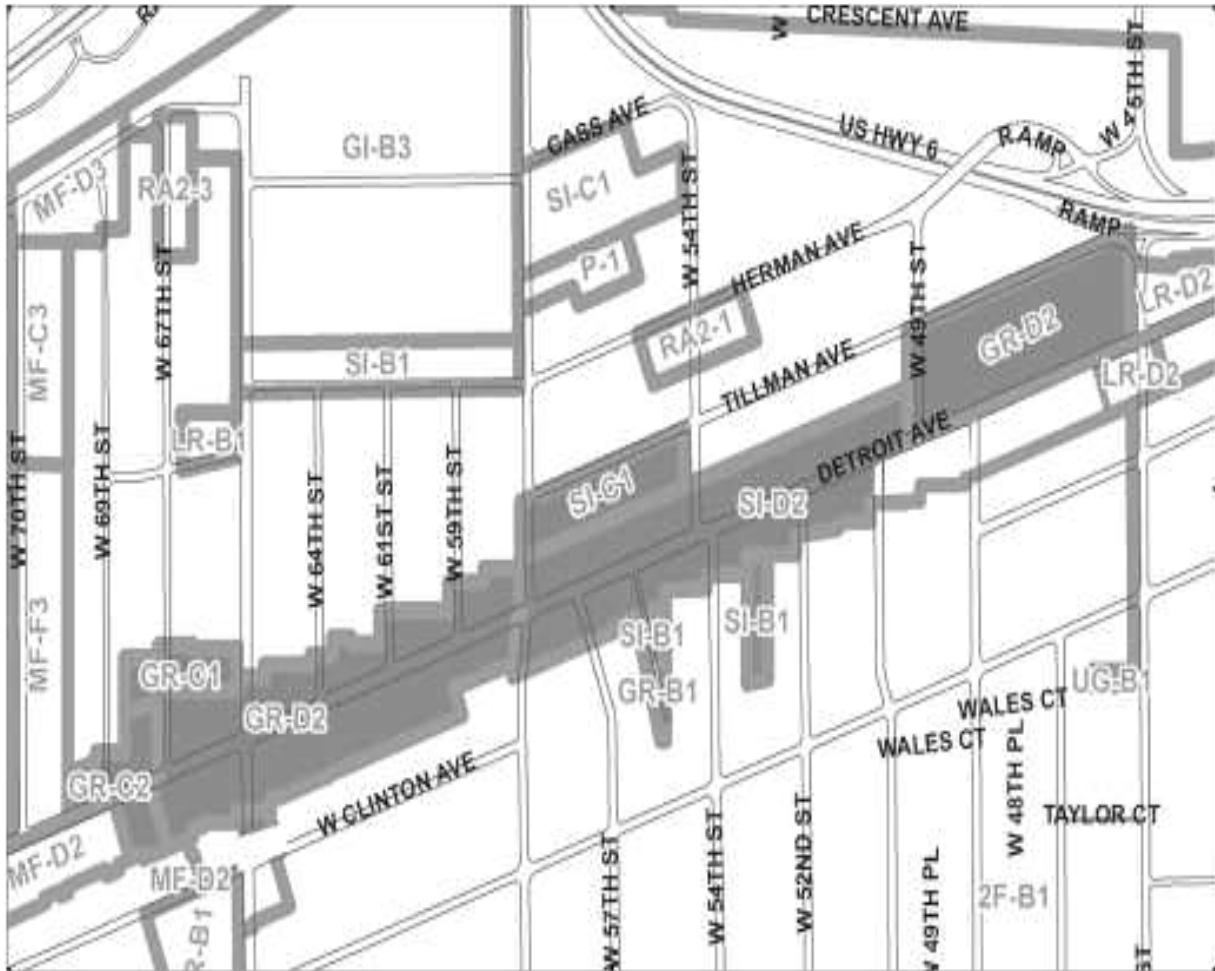 CRESCENT AVE
W
W 45TH ST
RA
CASS AVE
US HWY 6
RAMP
GI-B3
MF-D3
RA2-3
SI-C1
RAMP
P-1
W 54TH ST
HERMAN AVE
W 67TH ST
W 49TH ST
LR-D2
MF-C3
RA2-1
GR-D2
SI-B1
TILLMAN AVE
LR-D2
LR-B1
DETROIT AVE
W 70TH ST
W 69TH ST
W 64TH ST
W 61ST ST
W 59TH ST
SI-C1
SI-D2
MF-F3
SI-B1
SI-B1
GR-C1
GR-B1
UG-B1
GR-D2
WALES CT
WALES CT
GR-C2
W CLINTON AVE
W 48TH PL
TAYLOR CT
MF-D2
MF-D2
W 57TH ST
W 54TH ST
W 52ND ST
W 49TH PL
2F-B1
R-B1
ST